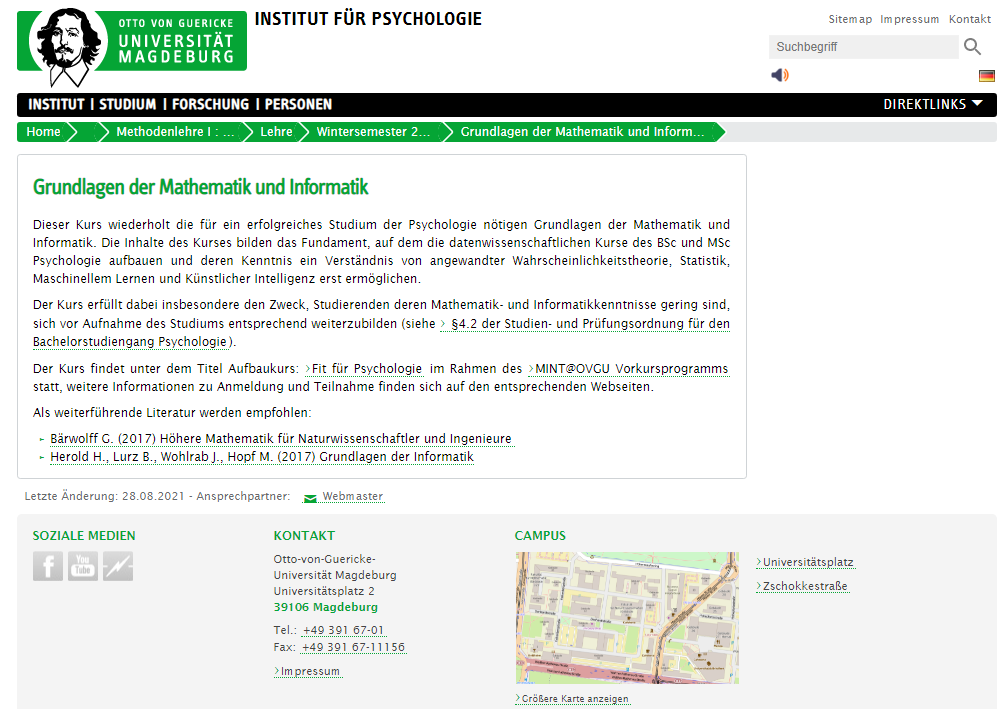 OTTO VON GUERICKE
UNIVERSITÄT
MAGDEBURG
INSTITUT FÜR PSYCHOLOGIE
Sitemap Impressum Kontakt
Suchbegriff
INSTITUT | STUDIUM | FORSCHUNG | PERSONEN
DIREKTLINKS
Home
Methodenlehre I : ...
Lehre
Wintersemester 2...
Grundlagen der Mathematik und Inform...
Grundlagen der Mathematik und Informatik
Dieser Kurs wiederholt die für ein erfolgreiches Studium der Psychologie nötigen Grundlagen der Mathematik und
Informatik. Die Inhalte des Kurses bilden das Fundament, auf dem die datenwissenschaftlichen Kurse des BSc und MSc
Psychologie aufbauen und deren Kenntnis ein Verständnis von angewandter Wahrscheinlichkeitstheorie, Statistik,
Maschinellem Lernen und Künstlicher Intelligenz erst ermöglichen.
Der Kurs erfüllt dabei insbesondere den Zweck, Studierenden deren Mathematik- und Informatikkenntnisse gering sind,
sich vor Aufnahme des Studiums entsprechend weiterzubilden (siehe › §4.2 der Studien- und Prüfungsordnung für den
Bachelorstudiengang Psychologie).
Der Kurs findet unter dem Titel Aufbaukurs: ›Fit für Psychologie im Rahmen des ›MINT@OVGU Vorkursprogramms
statt, weitere Informationen zu Anmeldung und Teilnahme finden sich auf den entsprechenden Webseiten.
Als weiterführende Literatur werden empfohlen:
Bärwolff G. (2017) Höhere Mathematik für Naturwissenschaftler und Ingenieure
Herold H., Lurz B., Wohlrab J., Hopf M. (2017) Grundlagen der Informatik
Letzte Änderung: 28.08.2021 - Ansprechpartner: Webmaster
SOZIALE MEDIEN
You
Tube
KONTAKT
Otto-von-Guericke-
Universität Magdeburg
Universitätsplatz 2
39106 Magdeburg
Tel.: +49 391 67-01
Fax: +49 391 67-11156
›Impressum
CAMPUS
›Größere Karte anzeigen
›Universitätsplatz
›Zschokkestraße